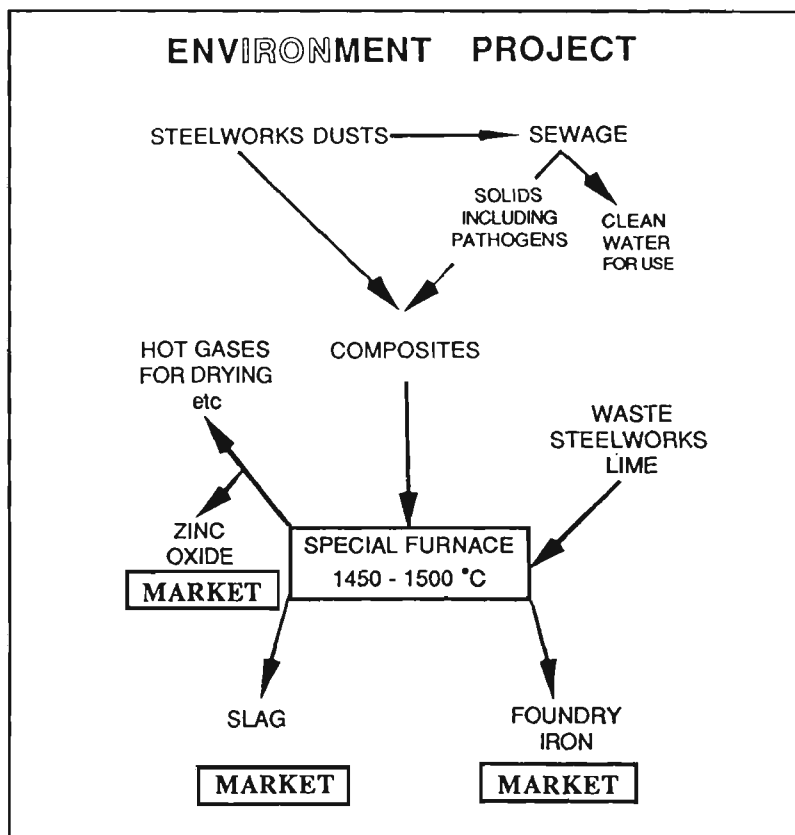 ENVIRONMENT PROJECT
STEELWORKS DUSTS
SEWAGE
SOLIDS
INCLUDING
PATHOGENS
CLEAN
WATER
FOR USE
HOT GASES
FOR DRYING
etc
COMPOSITES
WASTE
STEELWORKS
LIME
ZINC
OXIDE
MARKET
SPECIAL FURNACE
1450 - 1500 °C
SLAG
MARKET
FOUNDRY
IRON
MARKET